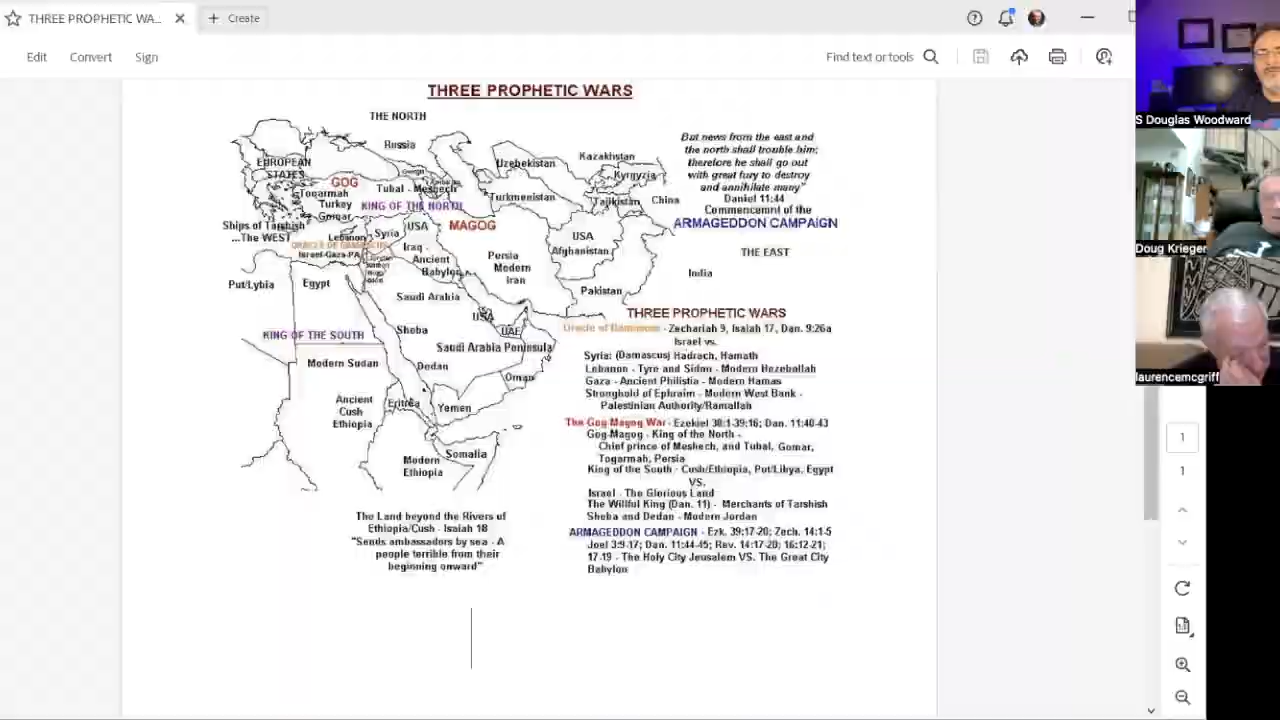 THREE PROPHETIC WA...
Create
Edit
Convert
Sign
Find text or tools
THREE PROPHETIC WARS
THE NORTH
Russia
EUROPEAN
STATES
GOG
Togarmah
Turkey
Gomar
Tubal - Meshech
KING OF THE NORTH
Ships of Tarshish
...The WEST
Lebanon
Syria
USA
MAGOG
Israel-Gaza-PA
Iraq -
Ancient
Babylon
Persia
Modern
Iran
Uzebekistan
Kazakhistan
Kyrgyzia
Turkmenistan
Tajikistan
China
USA
Afghanistan
Pakistan
India
THE EAST
Put/Lybia
Egypt
Saudi Arabia
USA
UAE
KING OF THE SOUTH
Sheba
Saudi Arabia Peninsula
Modern Sudan
Dedan
Oman
Ancient
Cush
Ethiopia
Eritrea
Yemen
Modern
Ethiopia
Somalia
The Land beyond the Rivers of
Ethiopia/Cush - Isaiah 18
"Sends ambassadors by sea - A
people terrible from their
beginning onward"
But news from the east and
the north shall trouble him;
therefore he shall go out
with great fury to destroy
and annihilate many"
Daniel 11:44
Commencemnt of the
ARMAGEDDON CAMPAIGN
THREE PROPHETIC WARS
Oracle of Damascus - Zechariah 9, Isaiah 17, Dan. 9:26a
Israel vs.
Syria: (Damascus) Hadrach, Hamath
Lebanon - Tyre and Sidon - Modern Hezeballah
Gaza - Ancient Philistia - Modern Hamas
Stronghold of Ephraim - Modern West Bank -
Palestinian Authority/Ramallah
The Gog-Magog War - Ezekiel 38:1-39:16; Dan. 11:40-43
Gog-Magog - King of the North -
Chief prince of Meshech, and Tubal, Gomar,
Togarmah, Persia
King of the South - Cush/Ethiopia, Put/Libya, Egypt
VS.
Israel - The Glorious Land
The Willful King (Dan. 11) - Merchants of Tarshish
Sheba and Dedan - Modern Jordan
ARMAGEDDON CAMPAIGN - Ezk. 39:17-20; Zech. 14:1-5
Joel 3:9-17; Dan. 11:44-45; Rev. 14:17-20; 16:12-21;
17-19 - The Holy City Jerusalem VS. The Great City
Babylon
S Douglas Woodward
Doug Krieger
laurencemcgriff
1
1